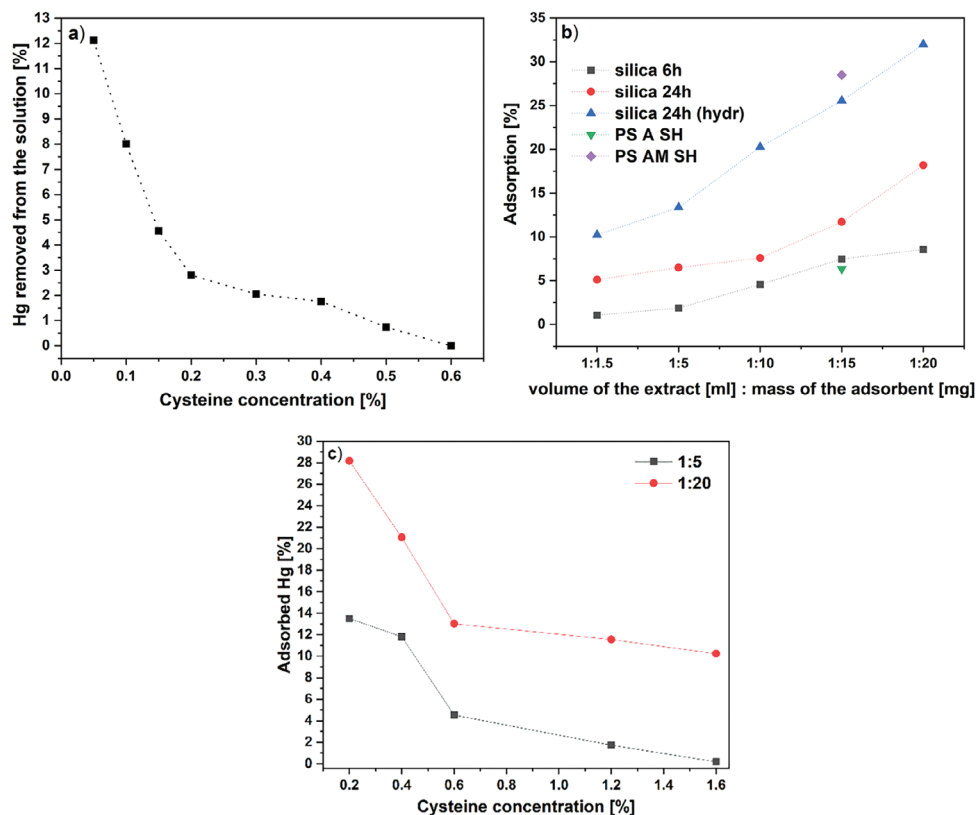 a)
Hg removed from the solution [%]
13
12
11
10
9
8
7
6
5
4
3
2
1
0
0.0 0.1 0.2 0.3 0.4 0.5 0.6
Cysteine concentration [%]
b)
silica 6h
silica 24h
silica 24h (hydr)
PS A SH
PS AM SH
Adsorption [%]
35
30
25
20
15
10
5
0
1:1.5 1:5 1:10 1:15 1:20
volume of the extract [ml] : mass of the adsorbent [mg]
c)
1:5
1:20
Adsorbed Hg [%]
30
28
26
24
22
20
18
16
14
12
10
8
6
4
2
0
0.2 0.4 0.6 0.8 1.0 1.2 1.4 1.6
Cysteine concentration [%]